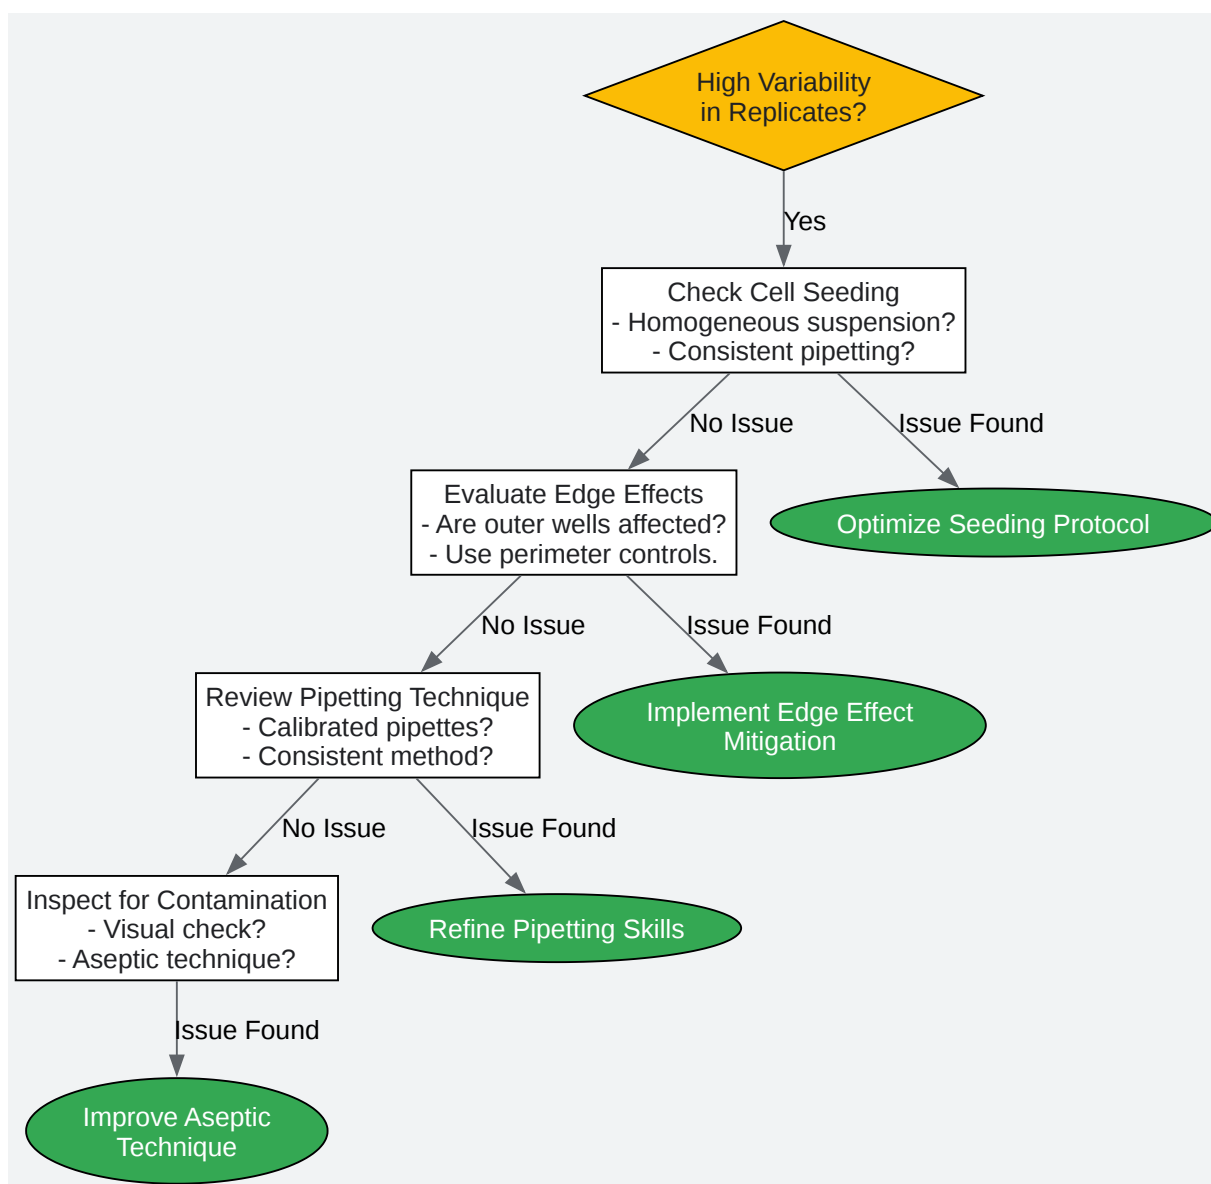 High Variability
in Replicates?
Yes
Check Cell Seeding
- Homogeneous suspension?
- Consistent pipetting?
No Issue
Issue Found
Evaluate Edge Effects
- Are outer wells affected?
- Use perimeter controls.
Optimize Seeding Protocol
No Issue
Issue Found
Review Pipetting Technique
- Calibrated pipettes?
- Consistent method?
Implement Edge Effect
Mitigation
No Issue
Issue Found
Inspect for Contamination
- Visual check?
- Aseptic technique?
Refine Pipetting Skills
Issue Found
Improve Aseptic
Technique